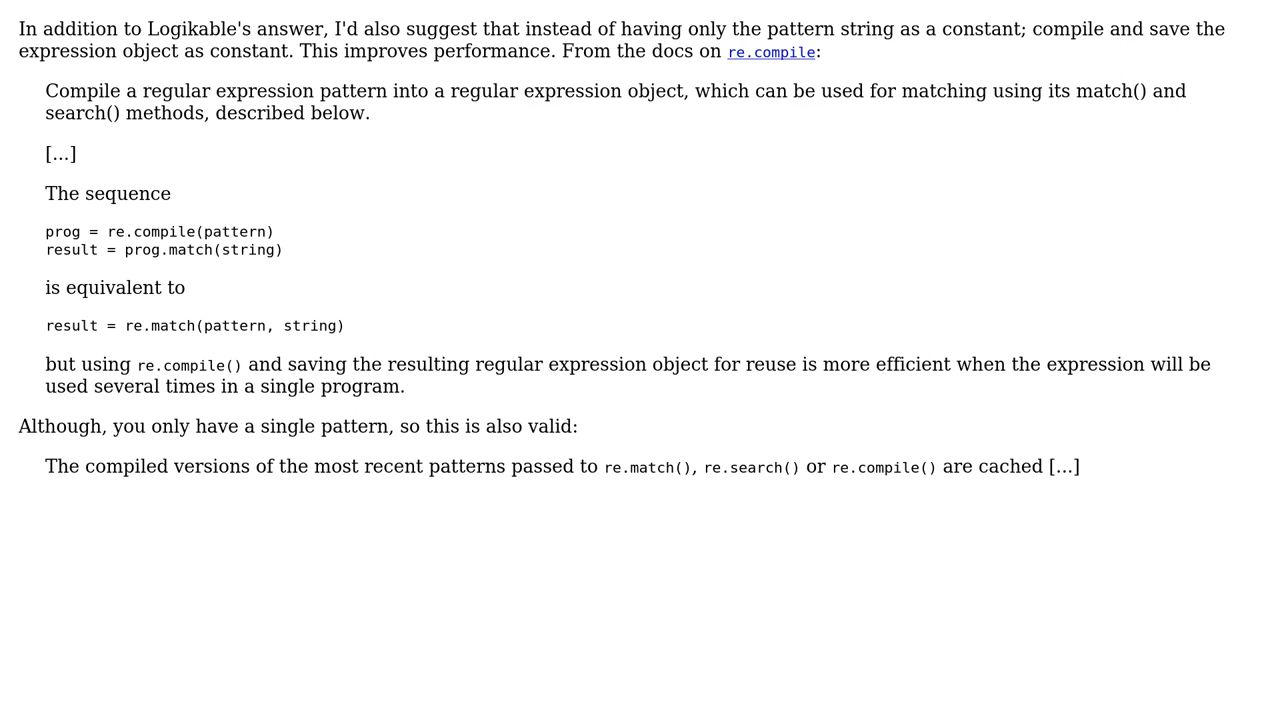 In addition to Logikable's answer, I'd also suggest that instead of having only the pattern string as a constant; compile and save the
expression object as constant. This improves performance. From the docs on re.compile:
Compile a regular expression pattern into a regular expression object, which can be used for matching using its match() and
search() methods, described below.
[...]
The sequence
prog = re.compile(pattern)
result = prog.match(string)
is equivalent to
result = re.match(pattern, string)
but using re.compile() and saving the resulting regular expression object for reuse is more efficient when the expression will be
used several times in a single program.
Although, you only have a single pattern, so this is also valid:
The compiled versions of the most recent patterns passed to re.match(), re.search() or re.compile() are cached [...]